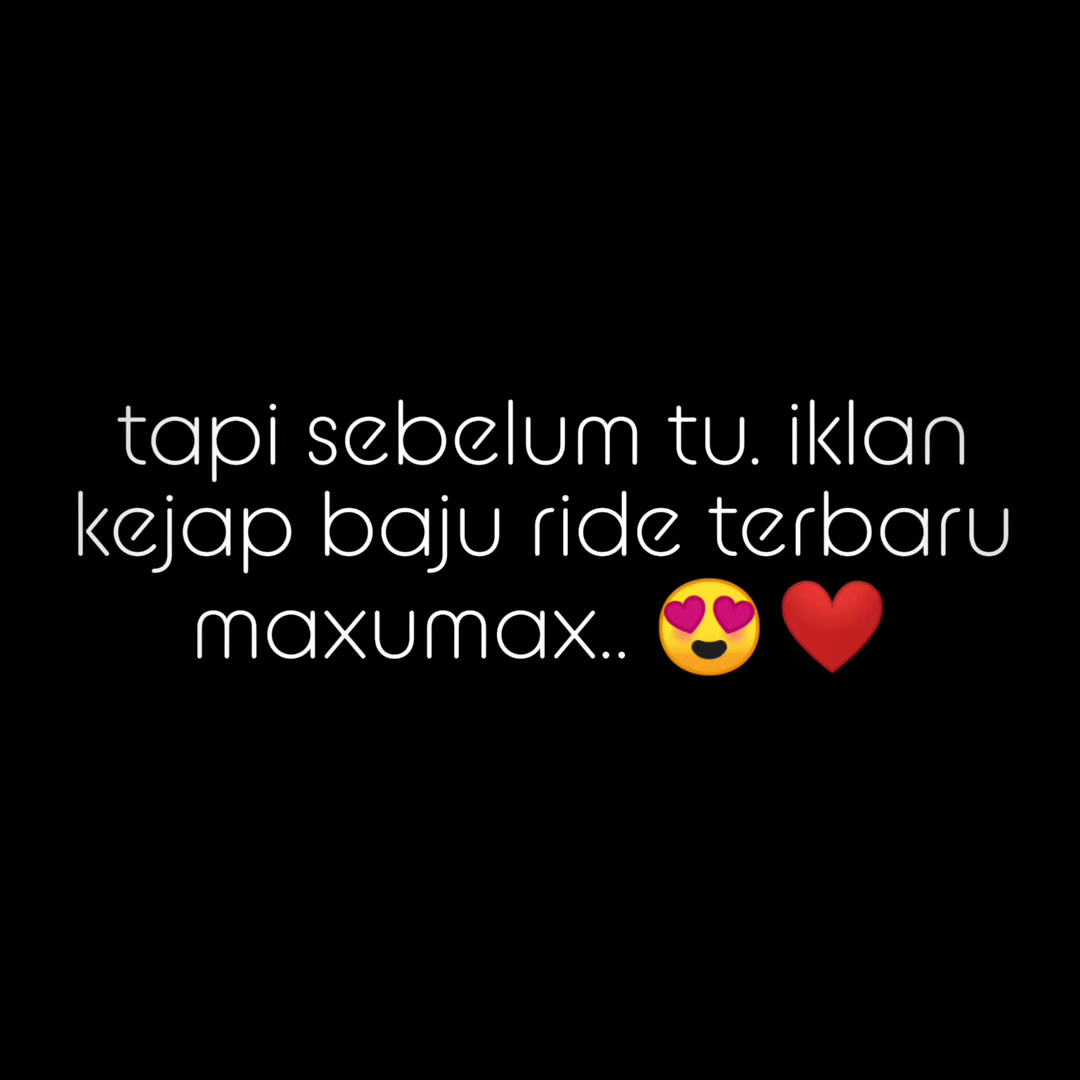 tapi sebelum tu. iklan
kejap baju ride terbaru
maxumax.. 😍❤️